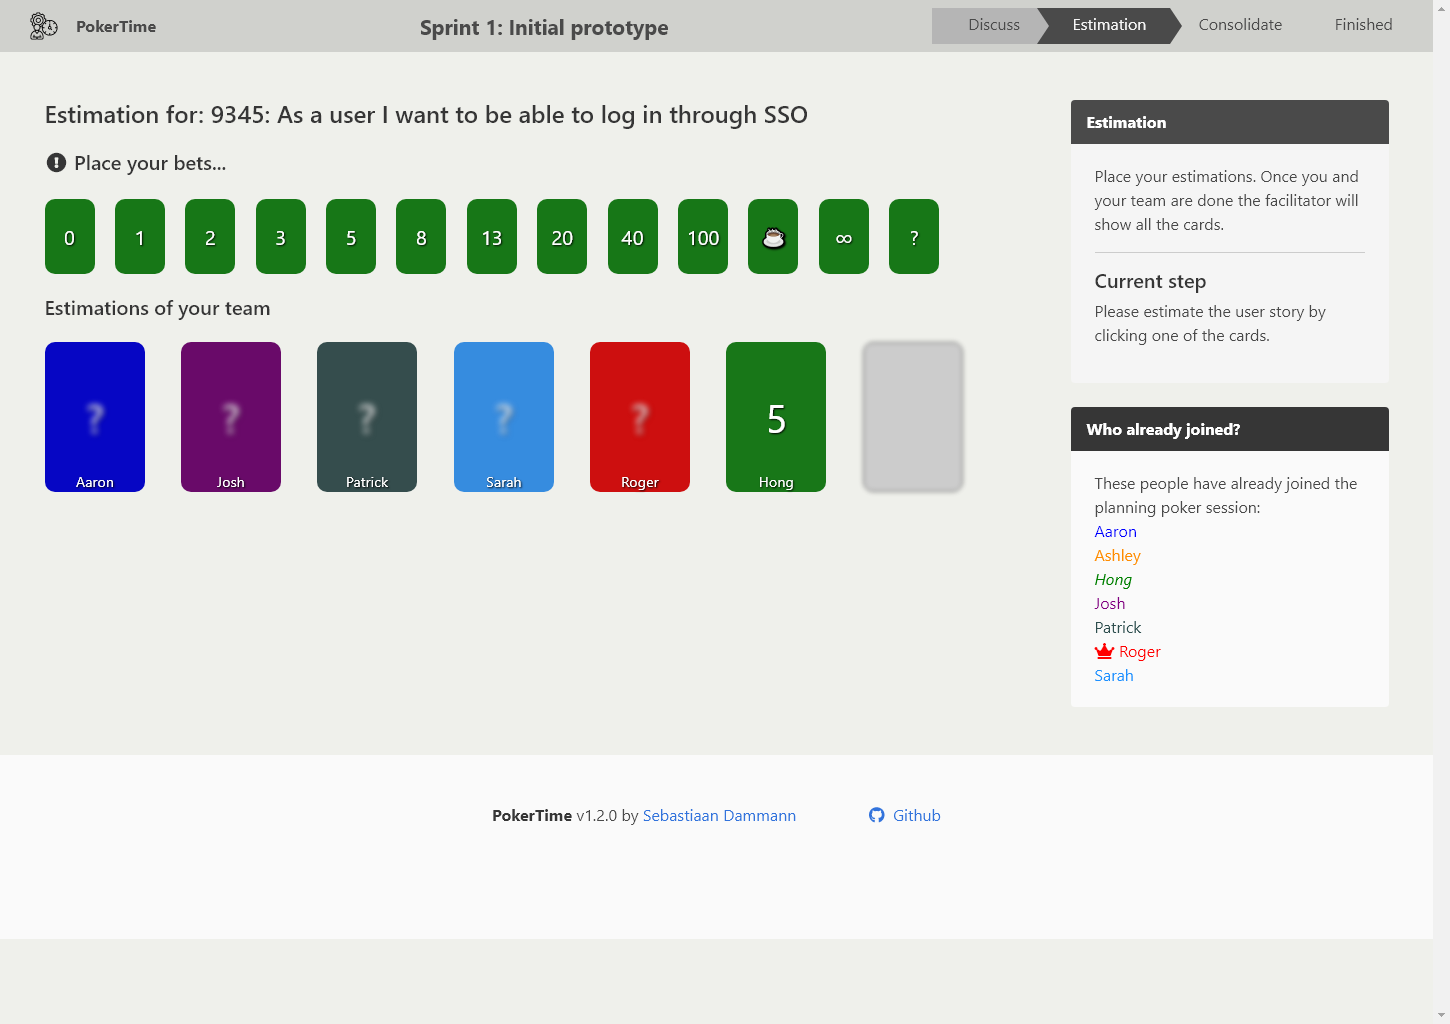 PokerTime
Sprint 1: Initial prototype
Discuss
Estimation
Consolidate
Finished
Estimation for: 9345: As a user I want to be able to log in through SSO
Place your bets...
0 1 2 3 5 8 13 20 40 100 ☕ ∞ ?
Estimations of your team
? ? ? ? ? 5
Aaron Josh Patrick Sarah Roger Hong
Estimation
Place your estimations. Once you and
your team are done the facilitator will
show all the cards.
Current step
Please estimate the user story by
clicking one of the cards.
Who already joined?
These people have already joined the
planning poker session:
Aaron
Ashley
Hong
Josh
Patrick
Roger
Sarah
PokerTime v1.2.0 by Sebastiaan Dammann
Github